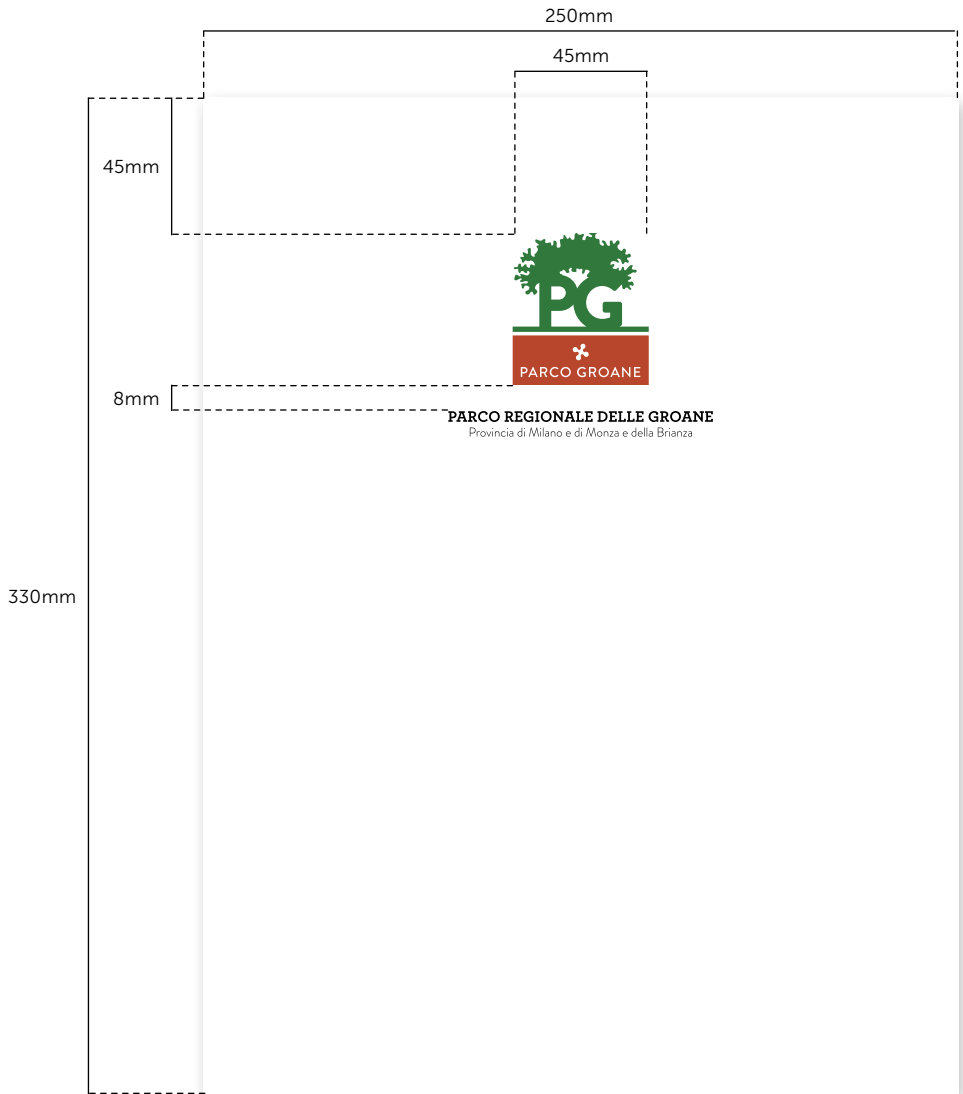 250mm
45mm
45mm
PG
PARCO GROANE
8mm
PARCO REGIONALE DELLE GROANE
Provincia di Milano e di Monza e della Brianza
330mm